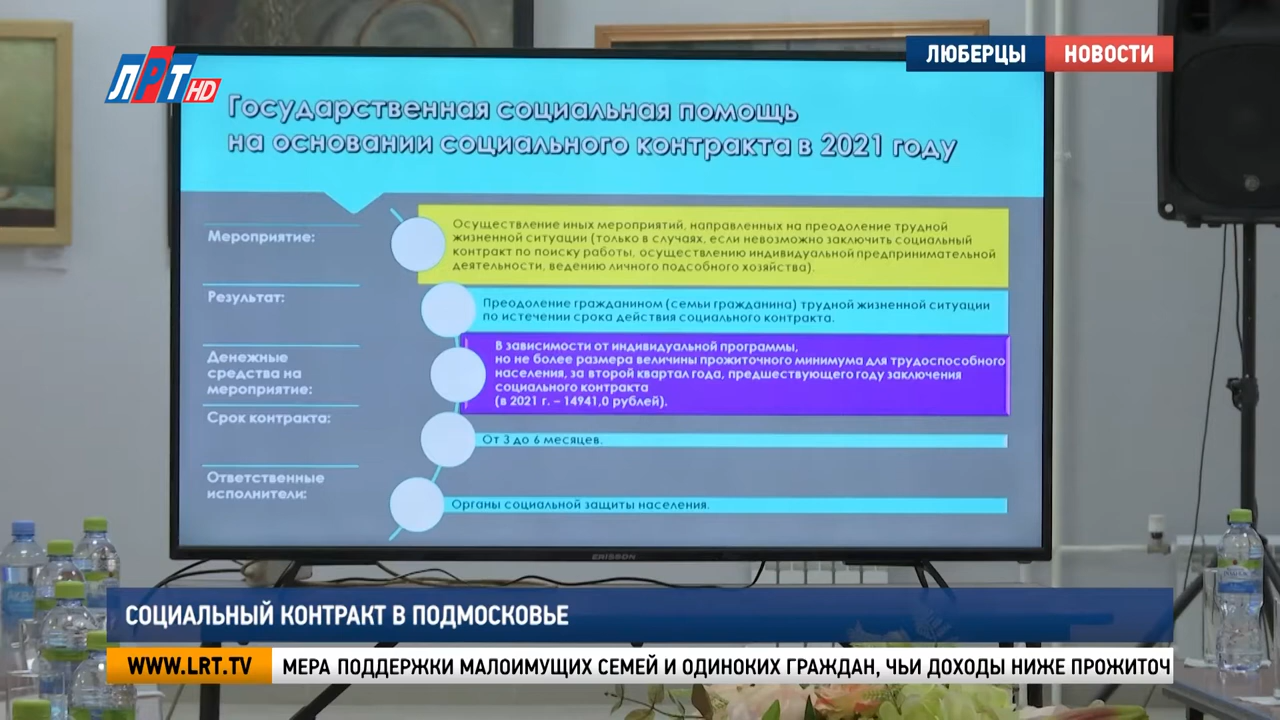 ЛРТ HD
ЛЮБЕРЦЫ НОВОСТИ
Государственная социальная помощь
на основании социального контракта в 2021 году
Мероприятие:
Осуществление иных мероприятий, направленных на преодоление трудной
жизненной ситуации (только в случаях, если невозможно заключить социальный
контракт по поиску работы, осуществлению индивидуальной предпринимательной
деятельности, ведению личного подсобного хозяйства).
Результат:
Преодоление гражданином (семьи гражданина) трудной жизненной ситуации
по истечении срока действия социального контракта.
Денежные
средства на
мероприятие:
В зависимости от индивидуальной программы,
но не более размера величины прожиточного минимума для трудоспособного
населения, за второй квартал года, предшествующего году заключения
социального контракта
(в 2021 г. – 14941,0 рублей).
Срок контракта:
От 3 до 6 месяцев.
Ответственные
исполнители:
Органы социальной защиты населения.
ERISSON
СОЦИАЛЬНЫЙ КОНТРАКТ В ПОДМОСКОВЬЕ
WWW.LRT.TV МЕРА ПОДДЕРЖКИ МАЛОИМУЩИХ СЕМЕЙ И ОДИНОКИХ ГРАЖДАН, ЧЬИ ДОХОДЫ НИЖЕ ПРОЖИТОЧ